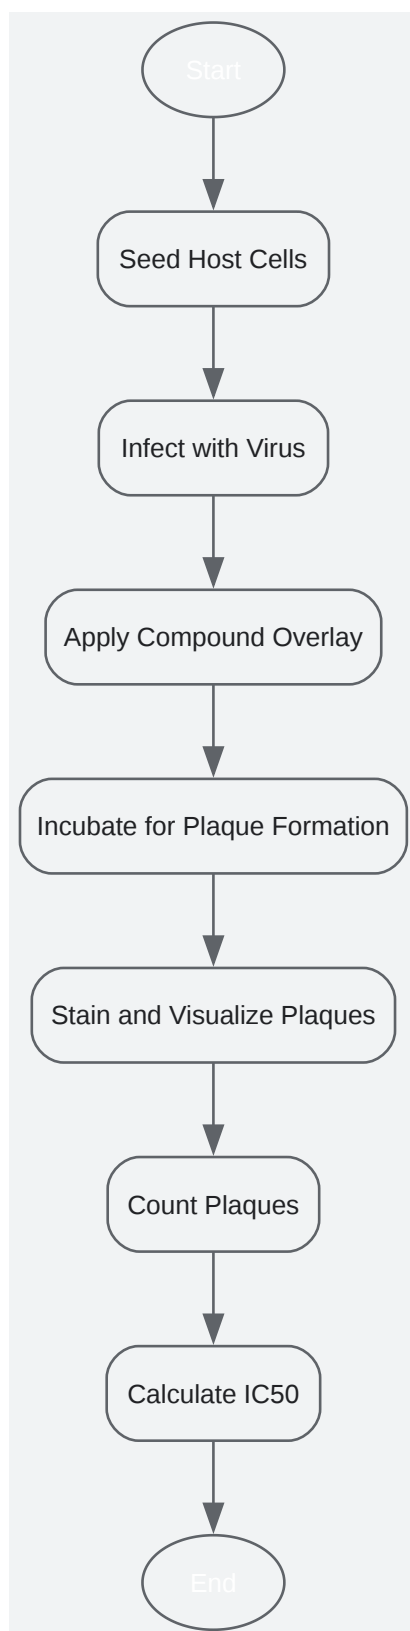 Start
Seed Host Cells
Infect with Virus
Apply Compound Overlay
Incubate for Plaque Formation
Stain and Visualize Plaques
Count Plaques
Calculate IC50
End